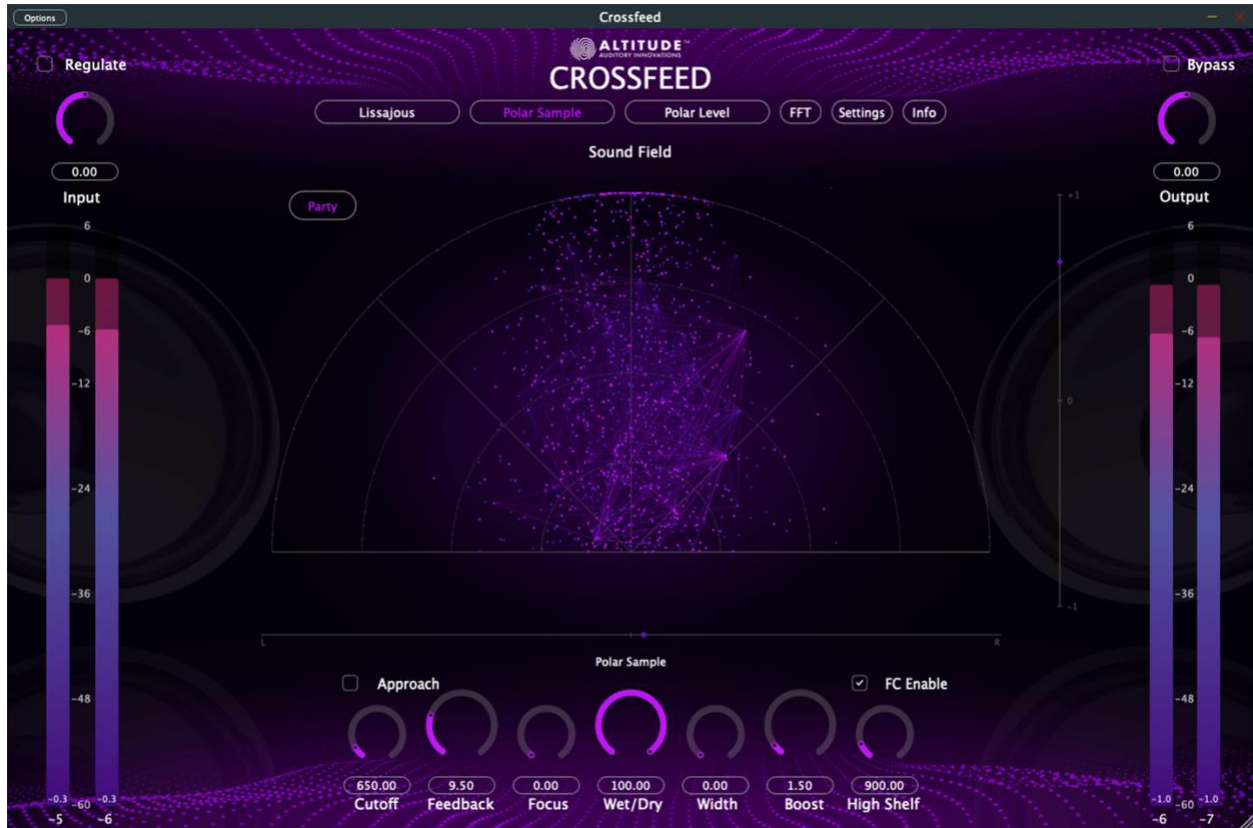 Options
Crossfeed
ALTITUDE™
AUDITORY INNOVATIONS
CROSSFEED
Regulate
Bypass
Lissajous Polar Sample Polar Level FFT Settings Info
0.00
Input
0.00
Output
Sound Field
Party
6
0
-6
-12
-24
-36
-48
-60
-0.3 -0.3
-5 -6
+1
0
-1
L R
6
0
-6
-12
-24
-36
-48
-60
-1.0 -1.0
-6 -7
Polar Sample
Approach
FC Enable
650.00 9.50 0.00 100.00 0.00 1.50 900.00
Cutoff Feedback Focus Wet/Dry Width Boost High Shelf